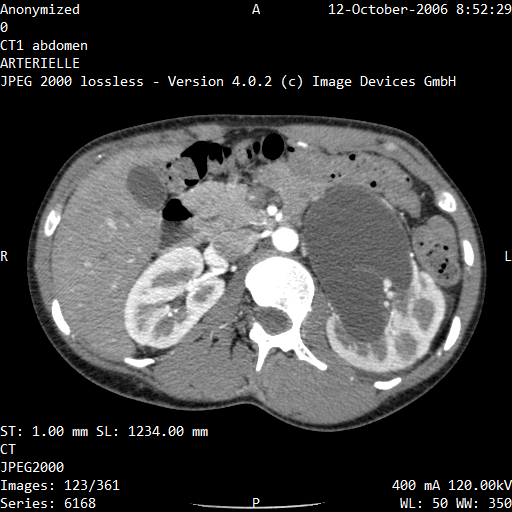 Anonymized A 12-October-2006 8:52:29
0
CT1 abdomen
ARTERIELLE
JPEG 2000 lossless - Version 4.0.2 (c) Image Devices GmbH
R L
ST: 1.00 mm SL: 1234.00 mm
CT
JPEG2000
Images: 123/361 400 mA 120.00kV
Series: 6168 P WL: 50 WW: 350